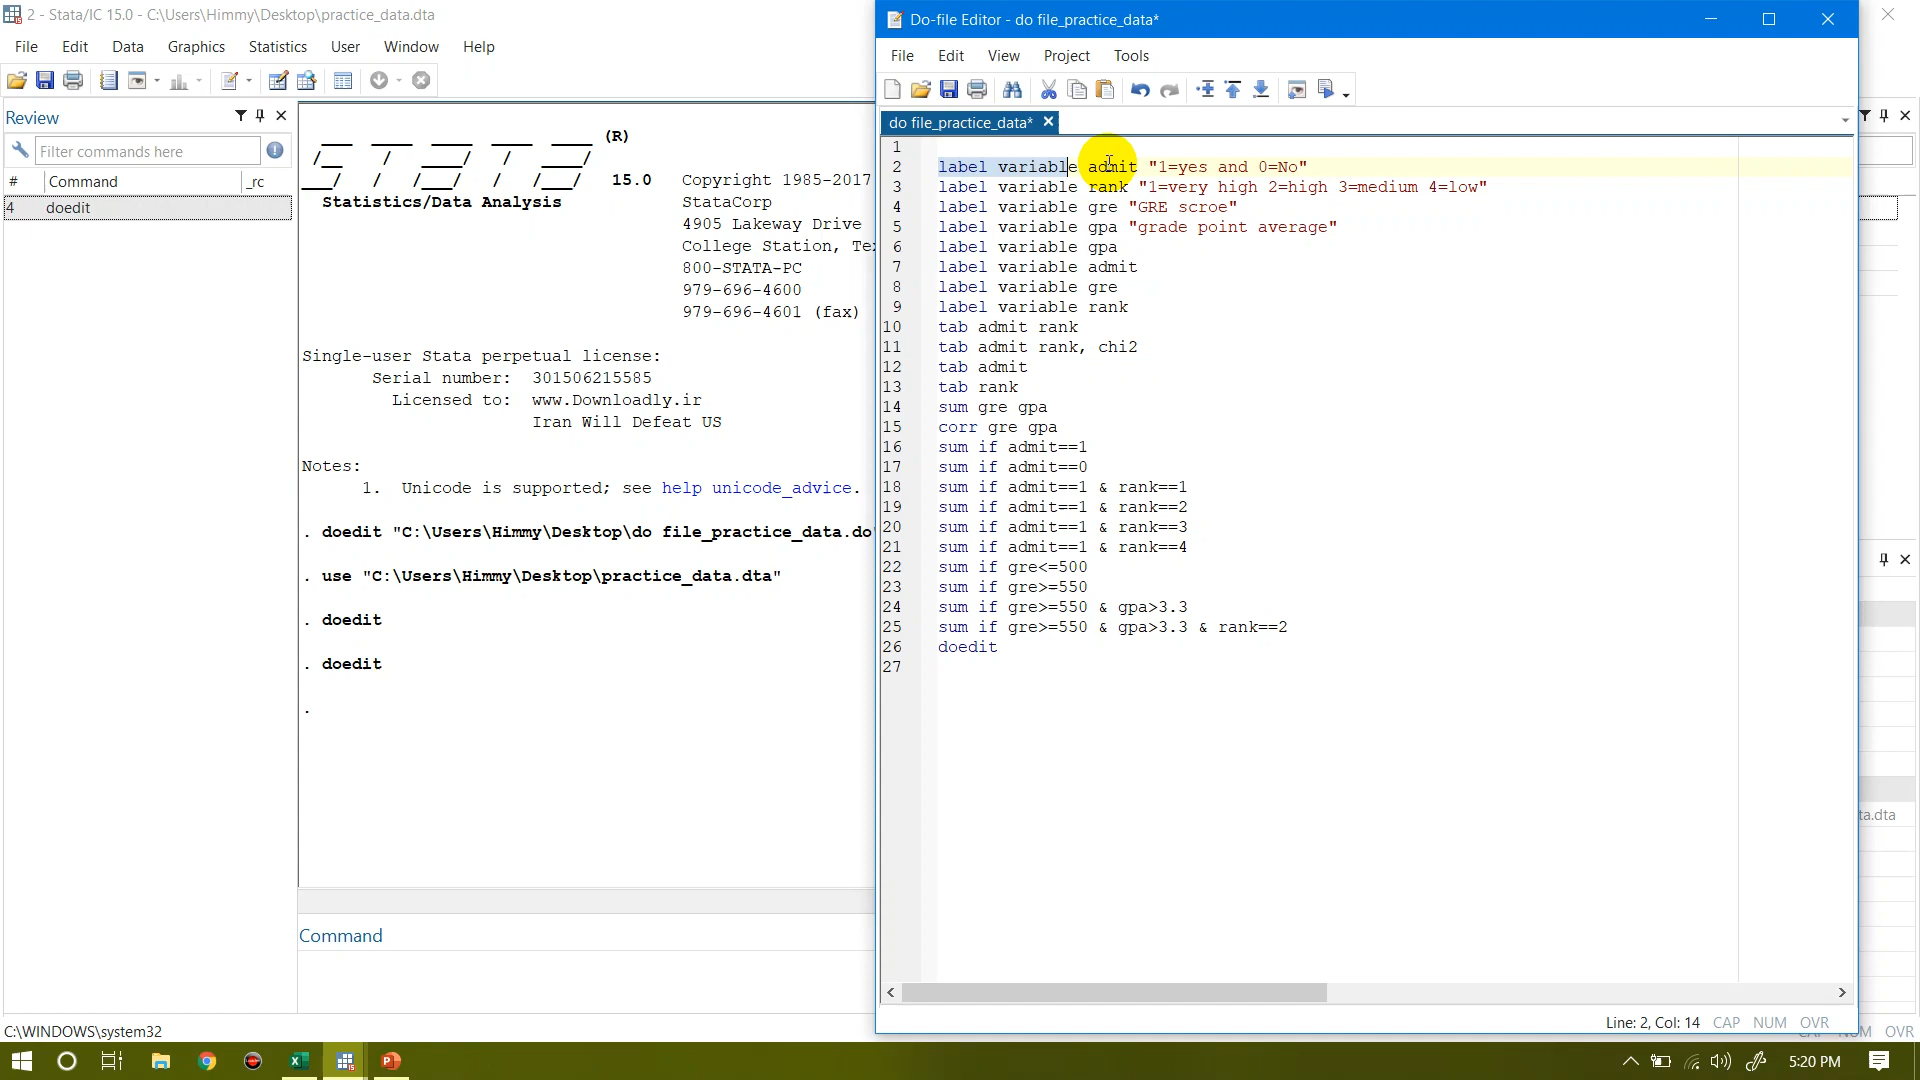 2 - Stata/IC 15.0 - C:\Users\Himmy\Desktop\practice_data.dta
File Edit Data Graphics Statistics User Window Help
Review
Filter commands here
# Command _rc
4 doedit
(R)
15.0 Copyright 1985-2017
Statistics/Data Analysis StataCorp
4905 Lakeway Drive
College Station, Te
800-STATA-PC
979-696-4600
979-696-4601 (fax)
Single-user Stata perpetual license:
Serial number: 301506215585
Licensed to: www.Downloadly.ir
Iran Will Defeat US
Notes:
1. Unicode is supported; see help unicode_advice.
. doedit "C:\Users\Himmy\Desktop\do file_practice_data.do
. use "C:\Users\Himmy\Desktop\practice_data.dta"
. doedit
. doedit
.
Command
C:\WINDOWS\system32
Do-file Editor - do file_practice_data*
File Edit View Project Tools
do file_practice_data*
1
2 label variable admit "1=yes and 0=No"
3 label variable rank "1=very high 2=high 3=medium 4=low"
4 label variable gre "GRE scroe"
5 label variable gpa "grade point average"
6 label variable gpa
7 label variable admit
8 label variable gre
9 label variable rank
10 tab admit rank
11 tab admit rank, chi2
12 tab admit
13 tab rank
14 sum gre gpa
15 corr gre gpa
16 sum if admit==1
17 sum if admit==0
18 sum if admit==1 & rank==1
19 sum if admit==1 & rank==2
20 sum if admit==1 & rank==3
21 sum if admit==1 & rank==4
22 sum if gre<=500
23 sum if gre>=550
24 sum if gre>=550 & gpa>3.3
25 sum if gre>=550 & gpa>3.3 & rank==2
26 doedit
27
Line: 2, Col: 14 CAP NUM OVR
ta.dta
CAP NUM OVR
5:20 PM